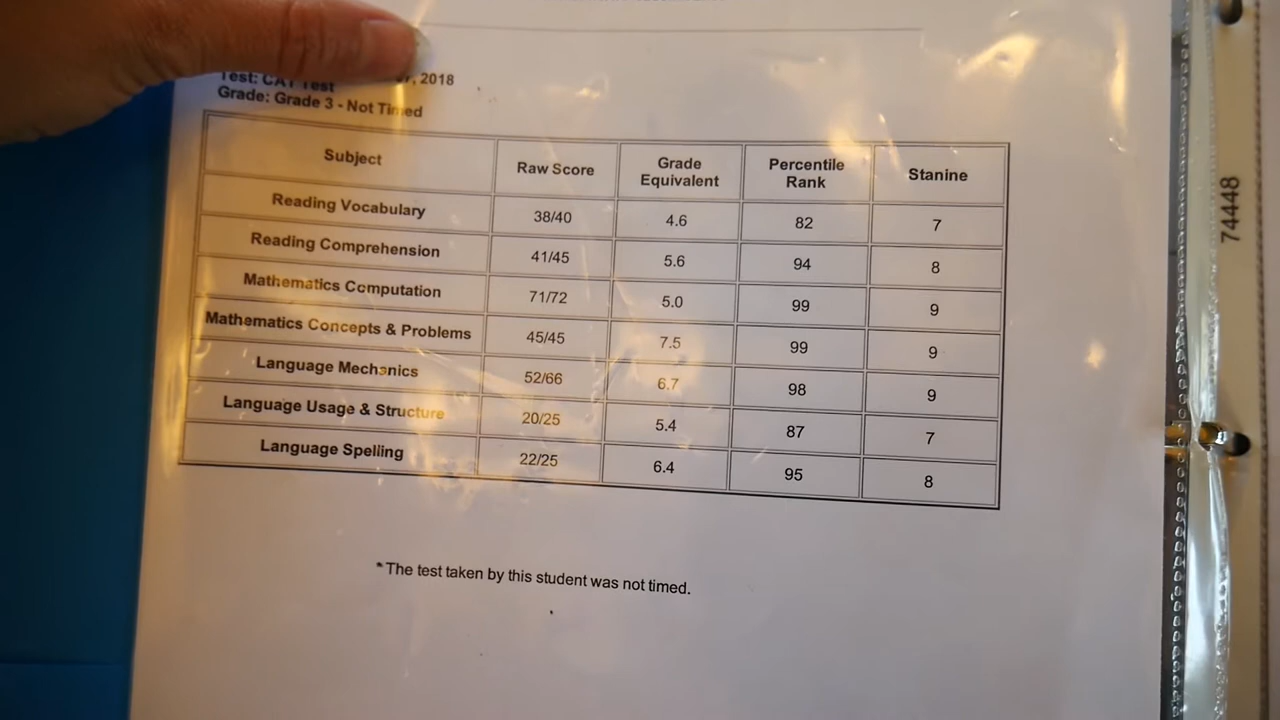 Test: CAT Test 2018
Grade: Grade 3 - Not Timed
Subject Raw Score Grade Equivalent Percentile Rank Stanine
Reading Vocabulary 38/40 4.6 82 7
Reading Comprehension 41/45 5.6 94 8
Mathematics Computation 71/72 5.0 99 9
Mathematics Concepts & Problems 45/45 7.5 99 9
Language Mechanics 52/66 6.7 98 9
Language Usage & Structure 20/25 5.4 87 7
Language Spelling 22/25 6.4 95 8
* The test taken by this student was not timed.
74448